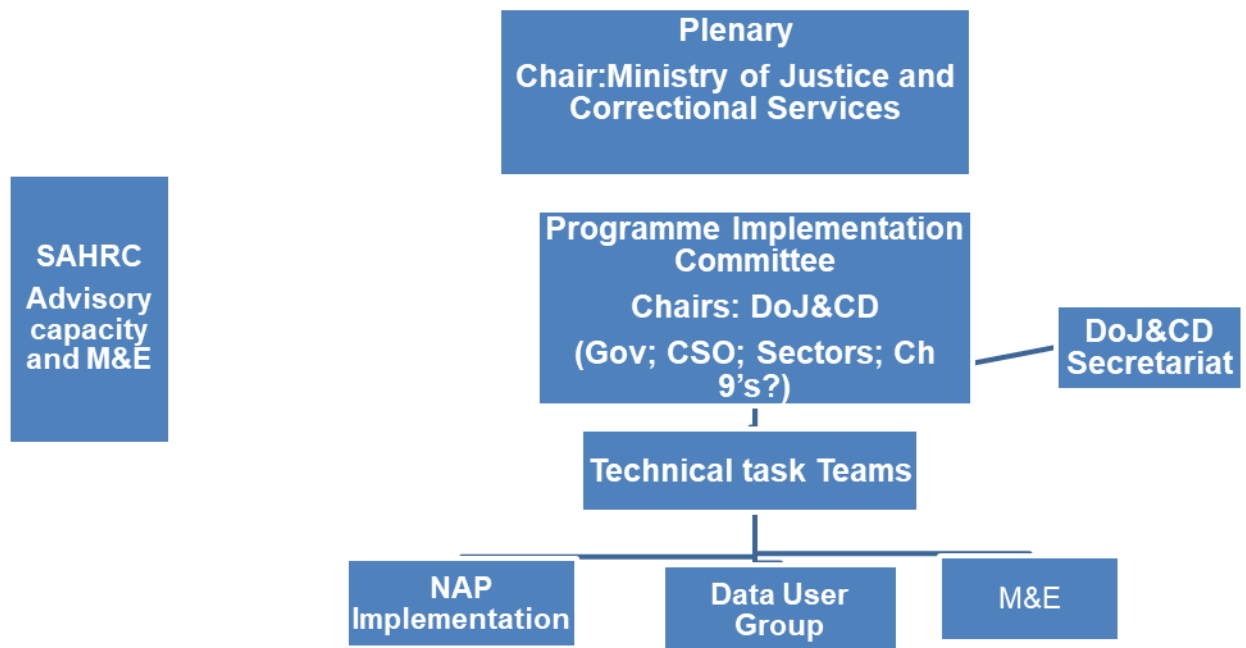 Plenary
Chair:Ministry of Justice and
Correctional Services
SAHRC
Advisory
capacity
and M&E
Programme Implementation
Committee
Chairs: DoJ&CD
(Gov; CSO; Sectors; Ch
9’s?)
DoJ&CD
Secretariat
Technical task Teams
NAP
Implementation
Data User
Group
M&E